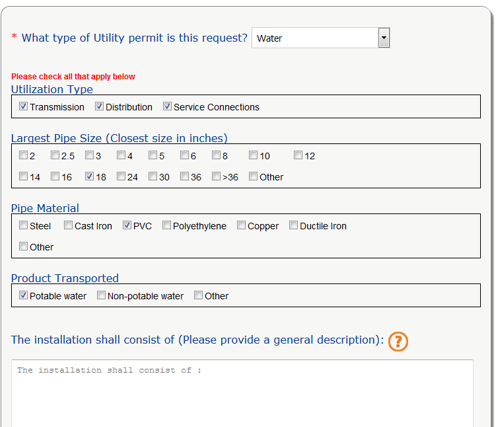 * What type of Utility permit is this request? Water
Please check all that apply below
Utilization Type
Transmission Distribution Service Connections
Largest Pipe Size (Closest size in inches)
2 2.5 3 4 5 6 8 10 12
14 16 18 24 30 36 >36 Other
Pipe Material
Steel Cast Iron PVC Polyethylene Copper Ductile Iron
Other
Product Transported
Potable water Non-potable water Other
The installation shall consist of (Please provide a general description): ?
The installation shall consist of :